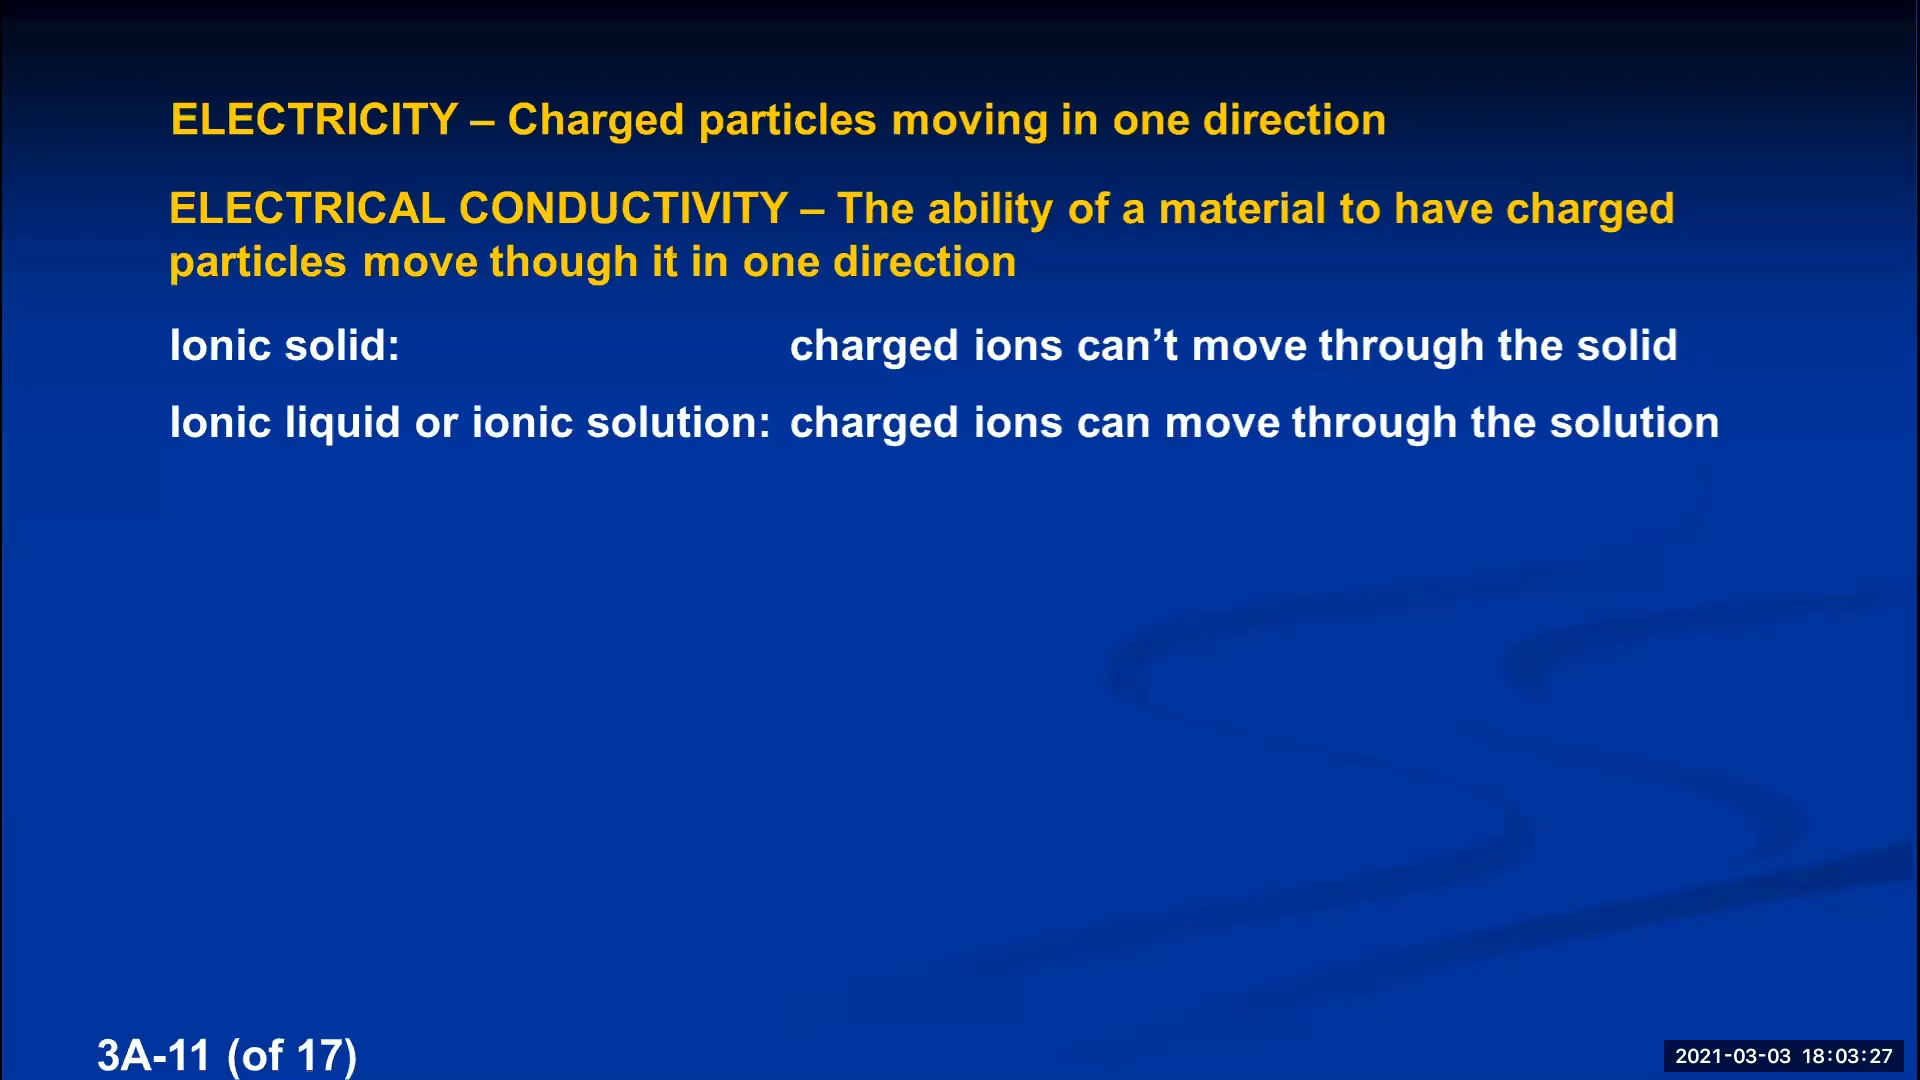 ELECTRICITY – Charged particles moving in one direction
ELECTRICAL CONDUCTIVITY – The ability of a material to have charged
particles move though it in one direction
Ionic solid: charged ions can’t move through the solid
Ionic liquid or ionic solution: charged ions can move through the solution
3A-11 (of 17)
2021-03-03 18:03:27